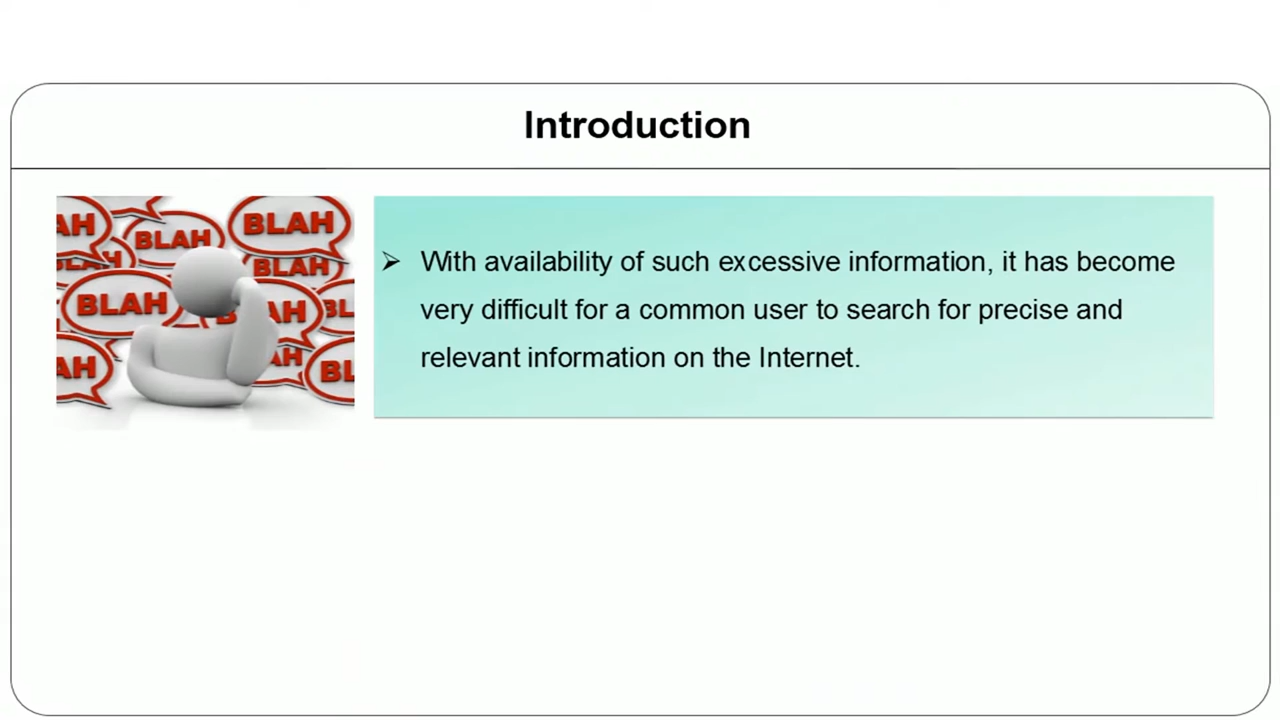 Introduction
BLAH
BLAH
BLAH
BLAH
➢ With availability of such excessive information, it has become
very difficult for a common user to search for precise and
relevant information on the Internet.